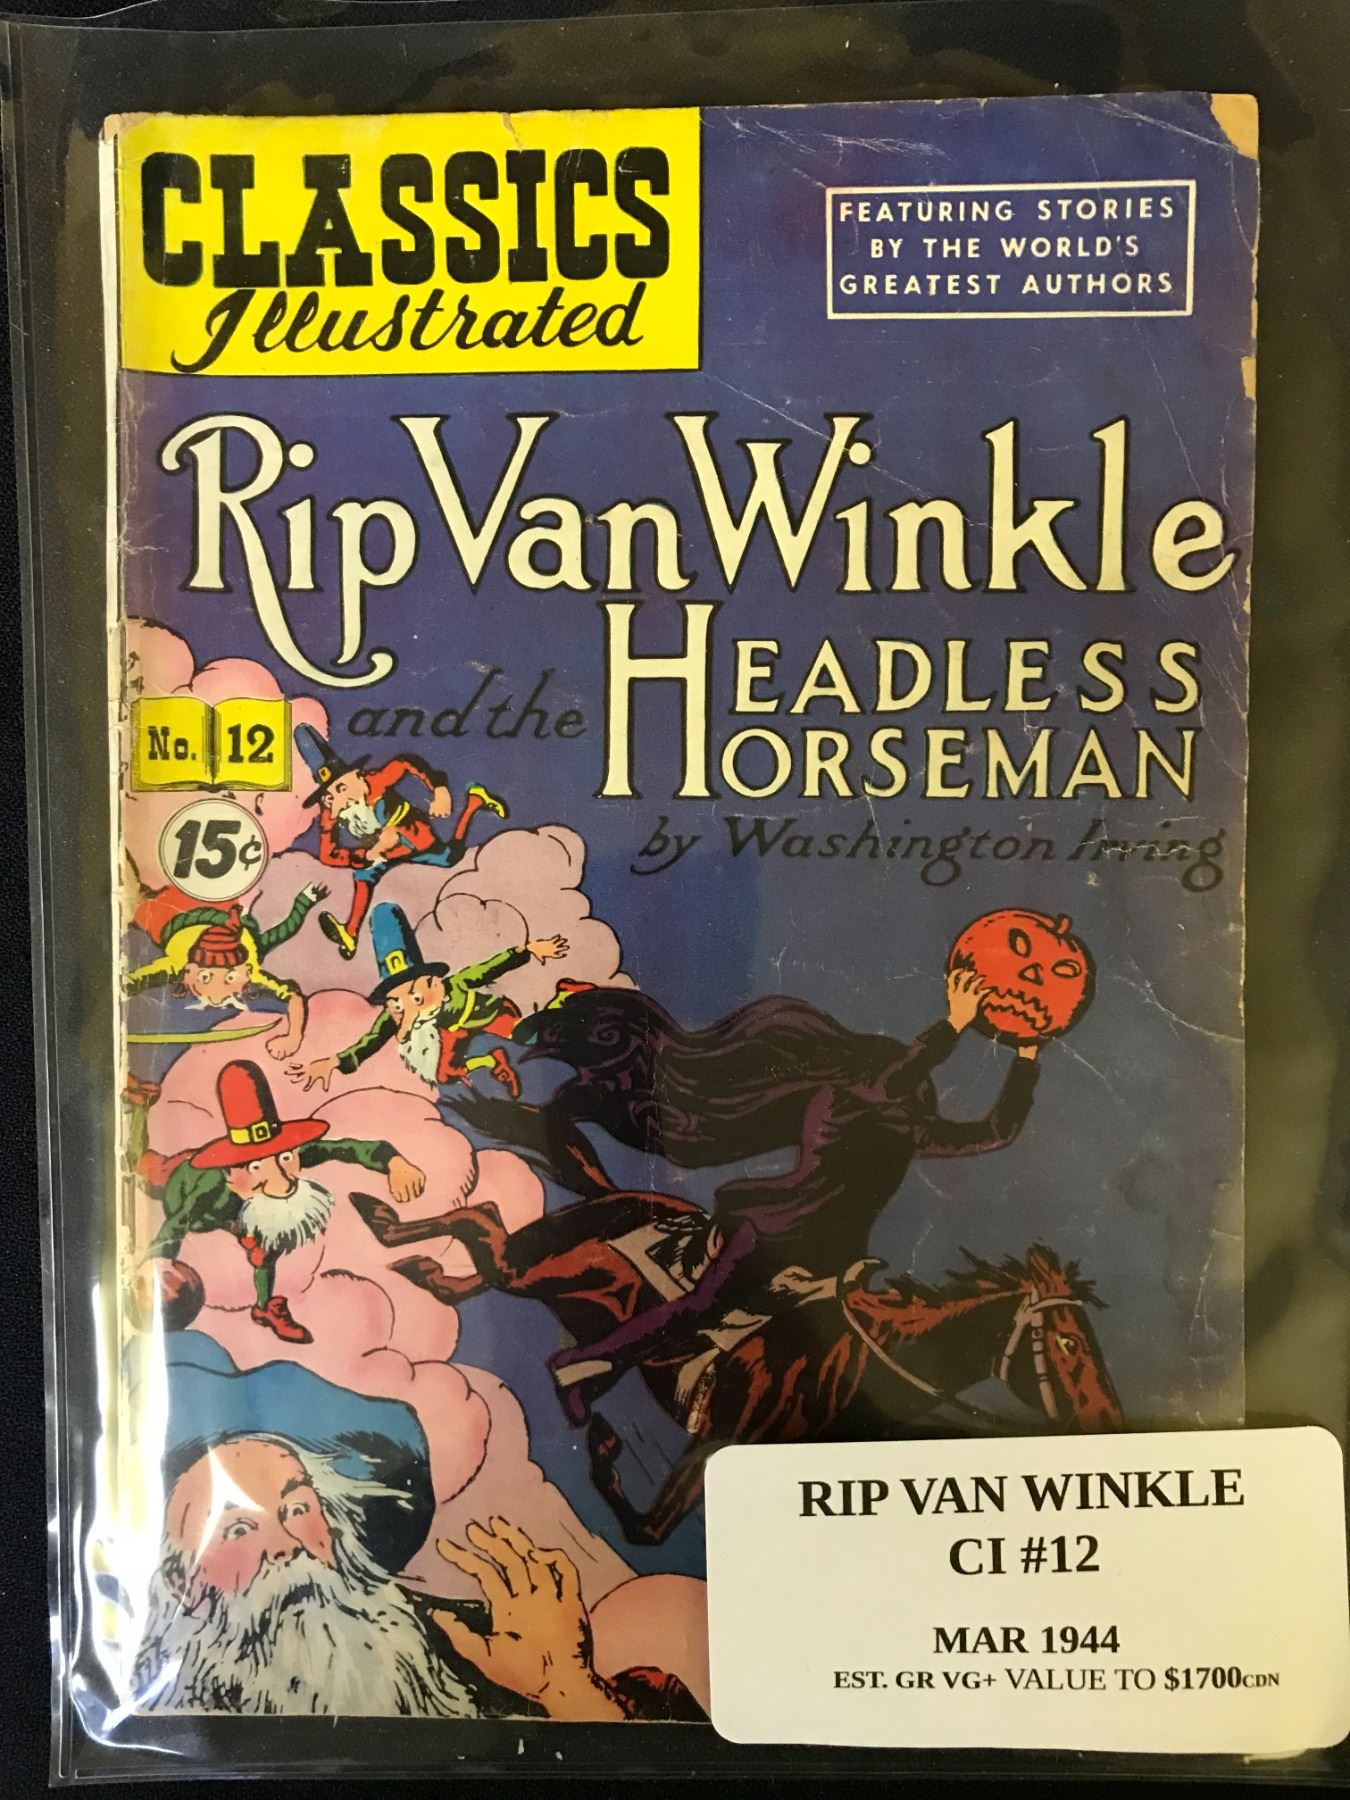 CLASSICS
Illustrated
FEATURING STORIES
BY THE WORLD'S
GREATEST AUTHORS
Rip Van Winkle
and the HEADLESS
HORSEMAN
by Washington Irving
No. 12
15¢
RIP VAN WINKLE
CI #12
MAR 1944
EST. GR VG+ VALUE TO $1700CDN